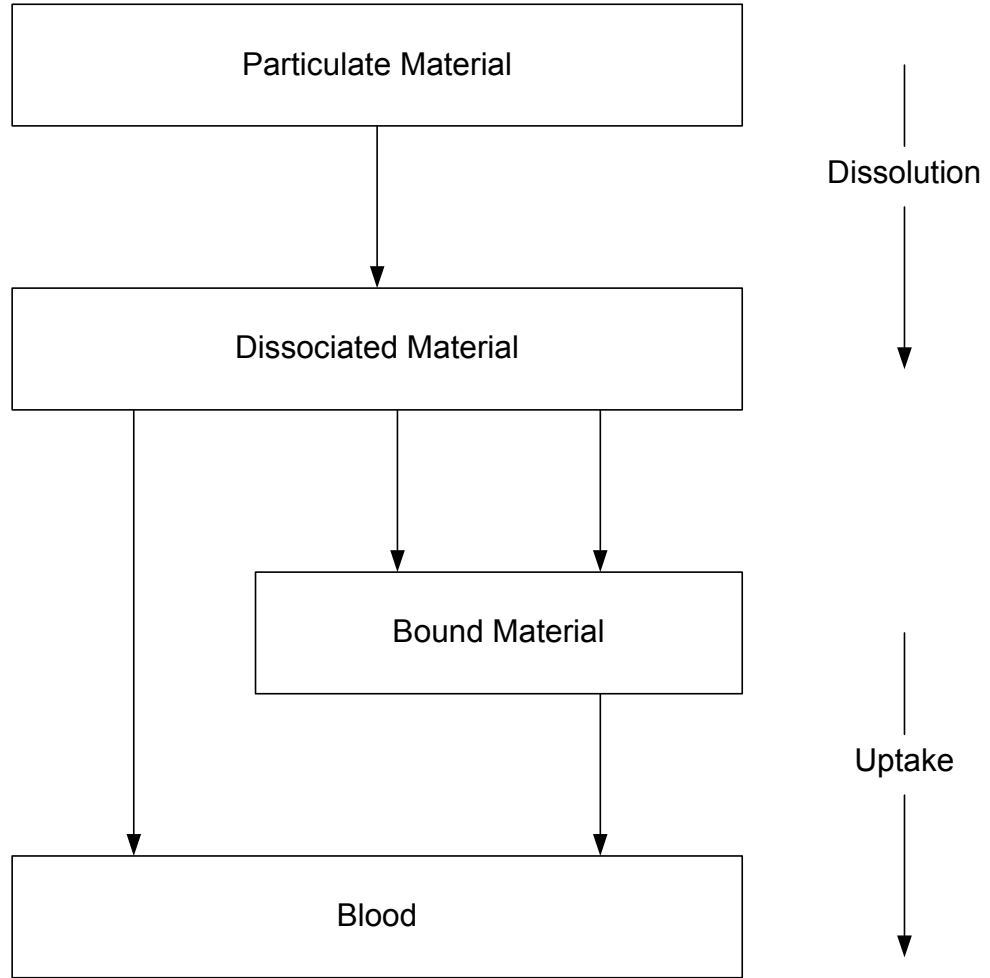 Particulate Material
Dissolution
Dissociated Material
Bound Material
Uptake
Blood